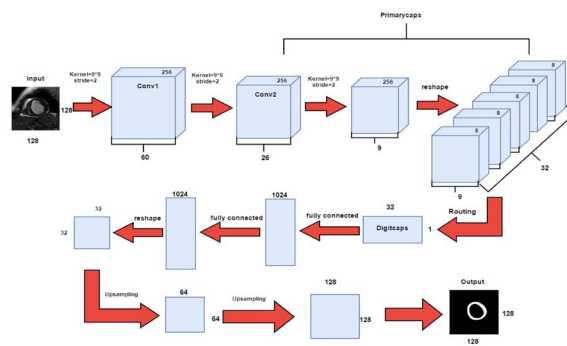 Primarycaps
Input
Kernel=9*9
stride=2
256
Conv1
Kernel=9*9
stride=2
256
Conv2
Kernel=9*9
stride=2
256
reshape
8
8
8
8
8
8
128
128
60
26
9
9
32
Routing
1024
1024
32
fully connected
fully connected
Digitcaps
1
reshape
32
32
Upsampling
64
64
Upsampling
128
128
Output
128
128